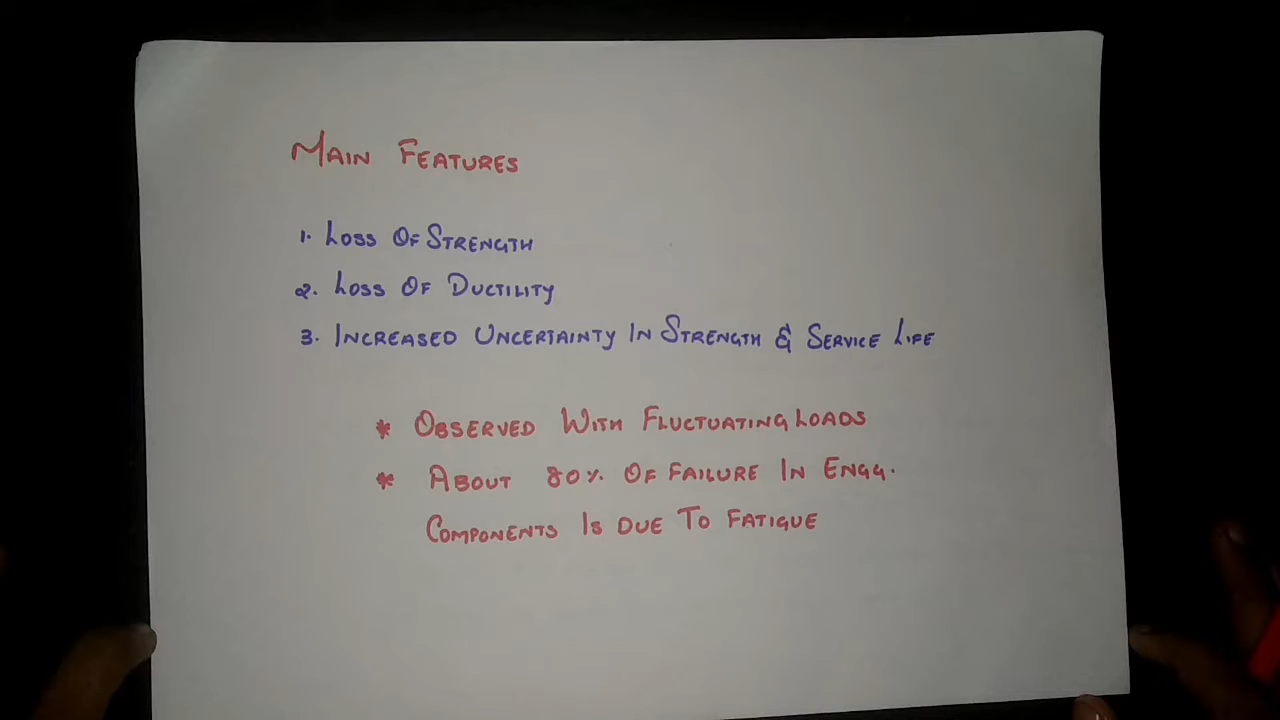 MAIN FEATURES
1. LOSS OF STRENGTH
2. LOSS OF DUCTILITY
3. INCREASED UNCERTAINTY IN STRENGTH & SERVICE LIFE
* OBSERVED WITH FLUCTUATING LOADS
* ABOUT 80% OF FAILURE IN ENGG.
COMPONENTS IS DUE TO FATIGUE